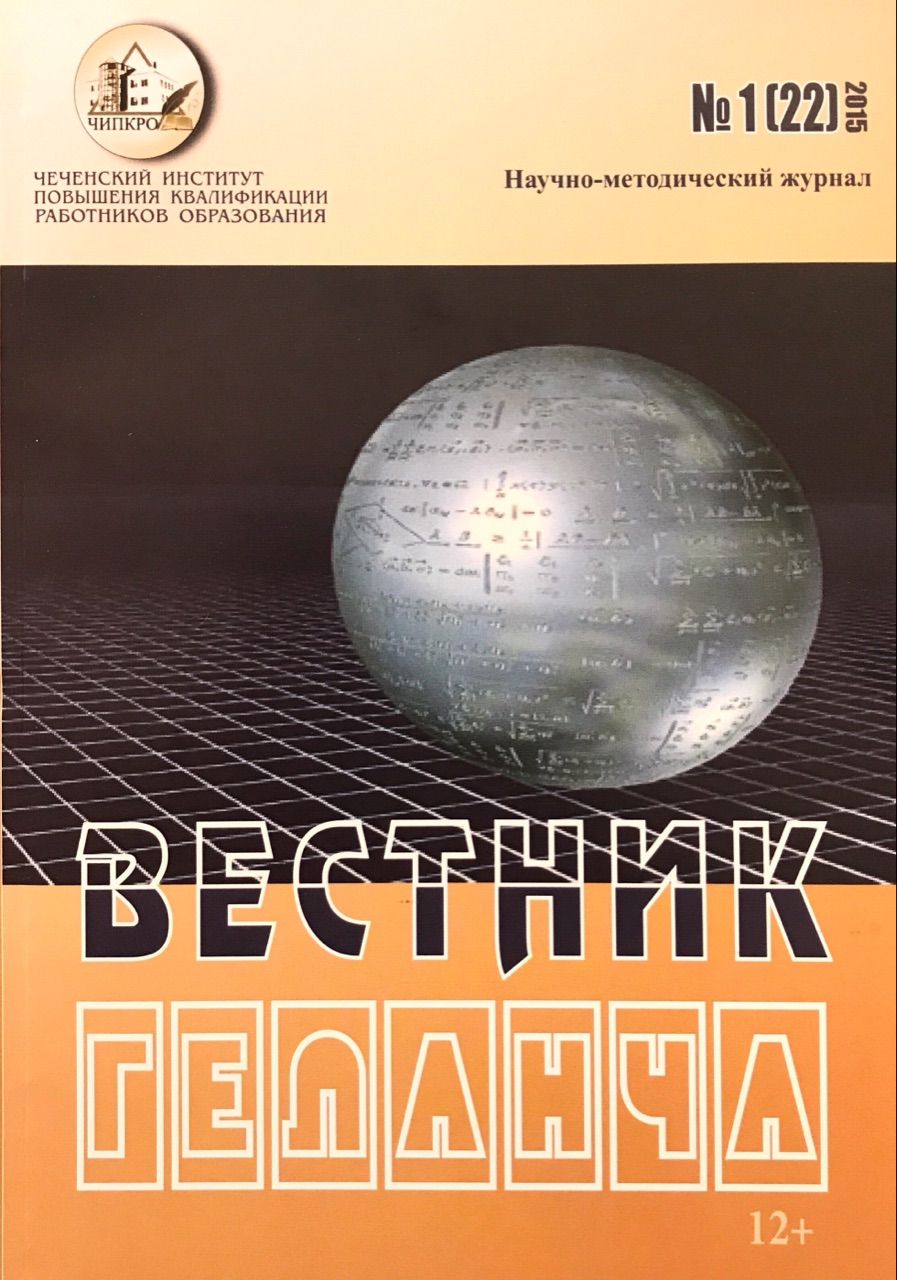 ЧИПКРО
ЧЕЧЕНСКИЙ ИНСТИТУТ
ПОВЫШЕНИЯ КВАЛИФИКАЦИИ
РАБОТНИКОВ ОБРАЗОВАНИЯ
№ 1 (22) 2015
Научно-методический журнал
ВЕСТНИК
ГЕЛАНЧА
12+